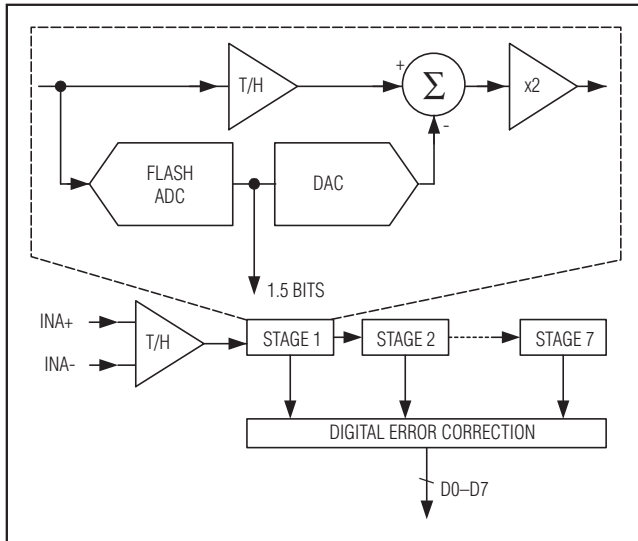 T/H
+
Σ
-
x2
FLASH
ADC
DAC
1.5 BITS
INA+
INA-
T/H
STAGE 1
STAGE 2
STAGE 7
DIGITAL ERROR CORRECTION
D0–D7